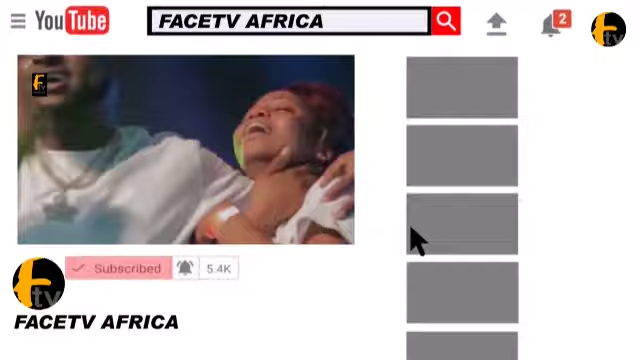 YouTube
FACETV AFRICA
2
tv
Subscribed
5.4K
tv
FACETV AFRICA